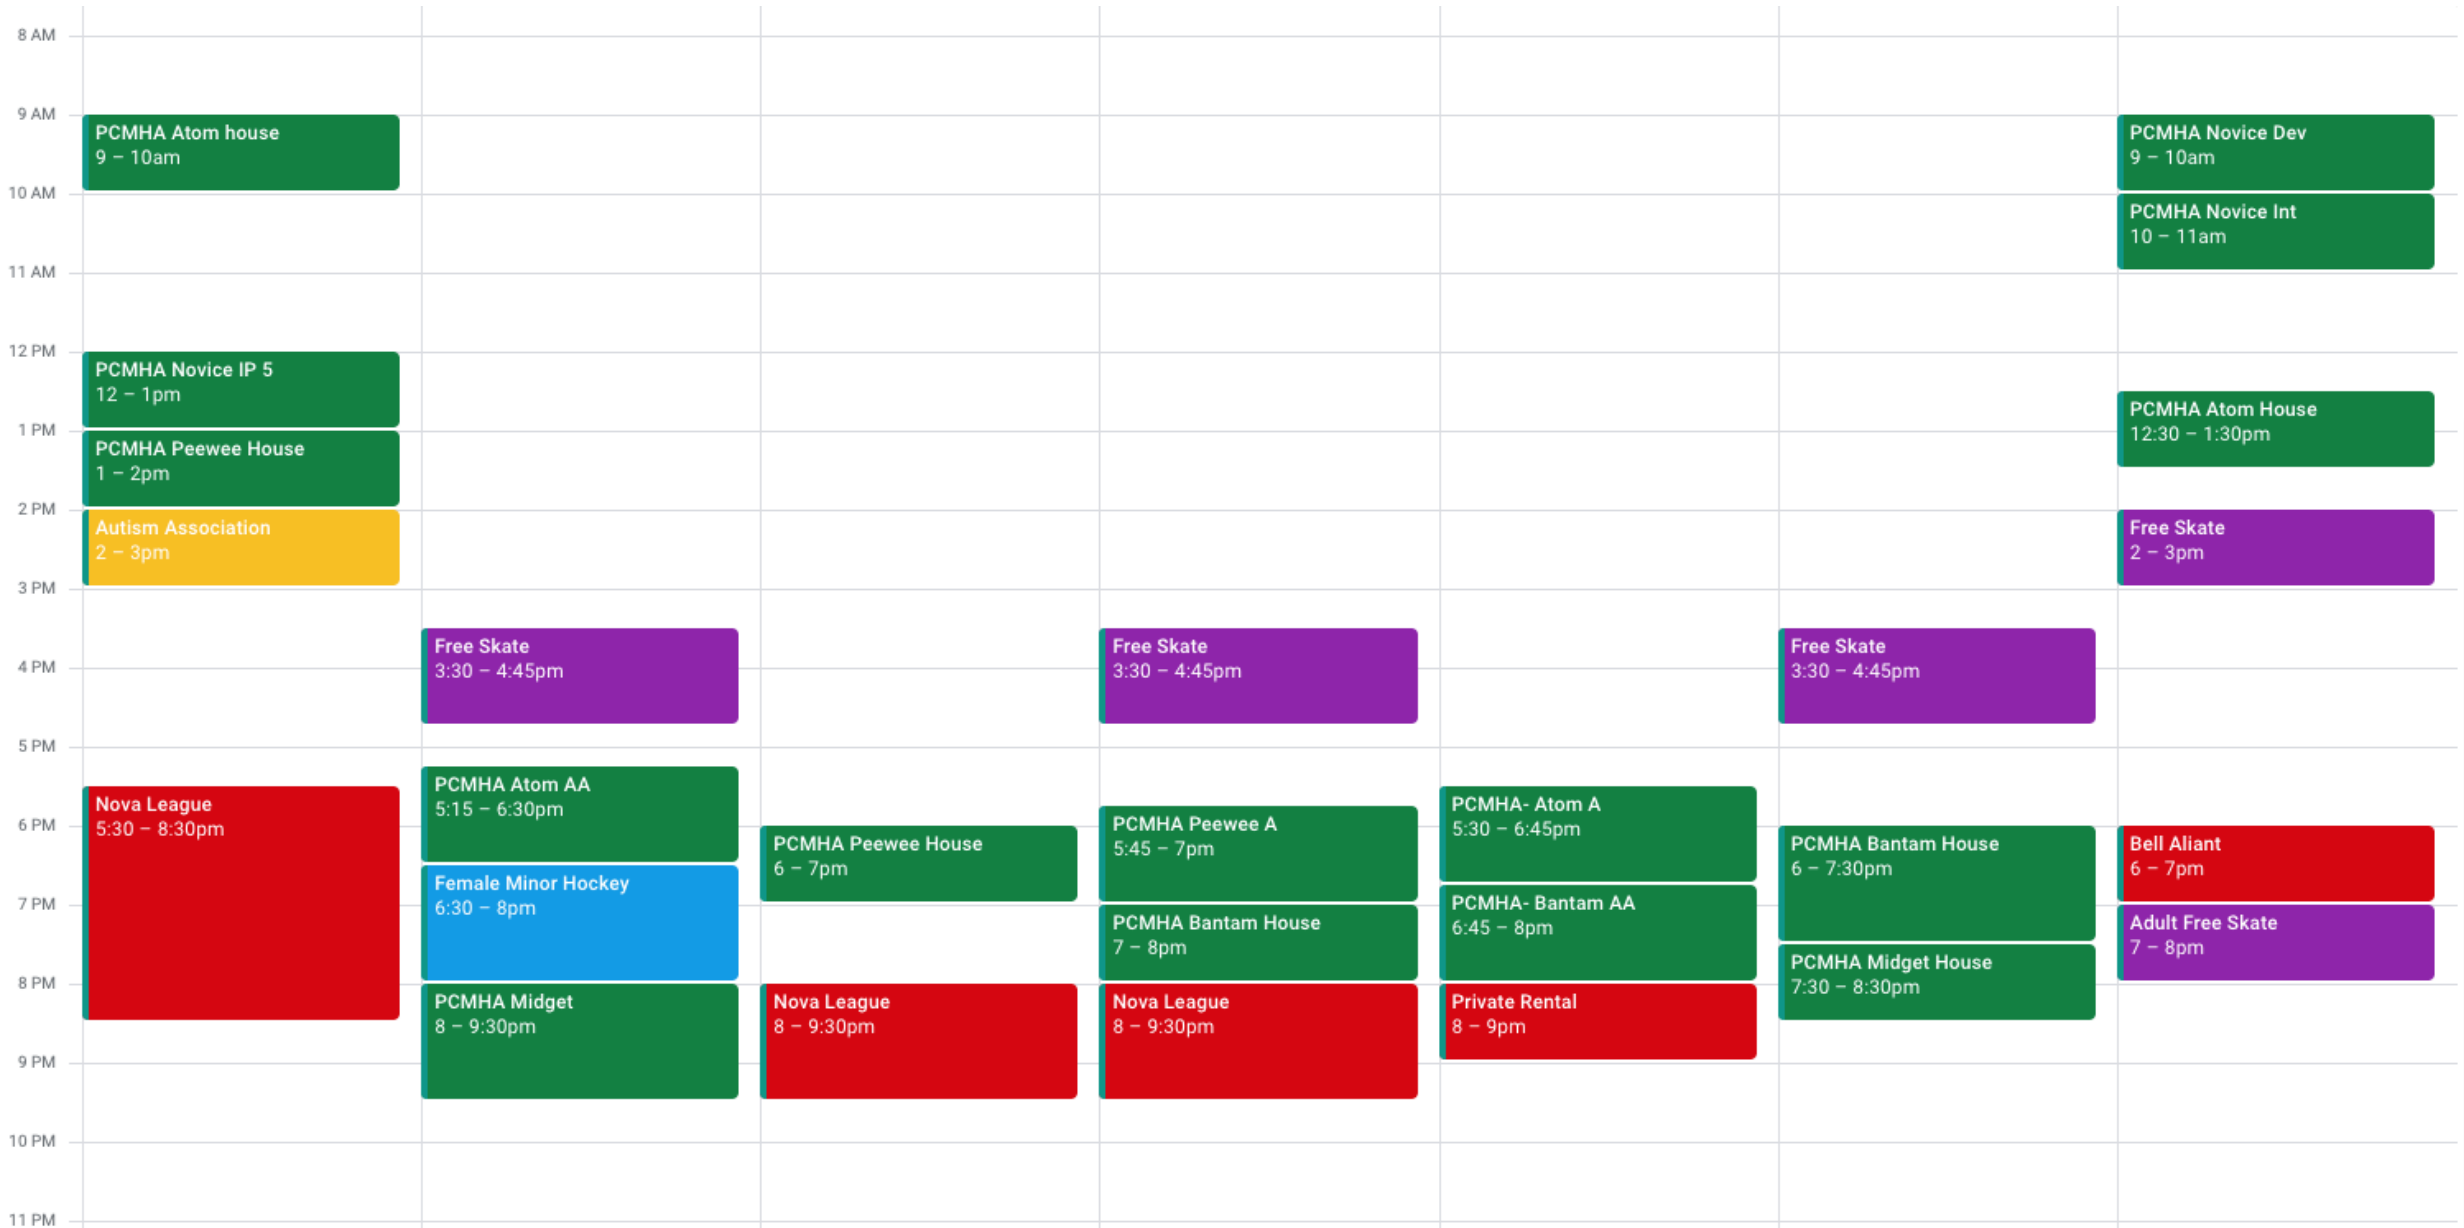 8 AM
9 AM
10 AM
11 AM
12 PM
1 PM
2 PM
3 PM
4 PM
5 PM
6 PM
7 PM
8 PM
9 PM
10 PM
11 PM
PCMHA Atom house
9 – 10am
PCMHA Novice IP 5
12 – 1pm
PCMHA Peewee House
1 – 2pm
Autism Association
2 – 3pm
Nova League
5:30 – 8:30pm
Free Skate
3:30 – 4:45pm
PCMHA Atom AA
5:15 – 6:30pm
Female Minor Hockey
6:30 – 8pm
PCMHA Midget
8 – 9:30pm
PCMHA Peewee House
6 – 7pm
Nova League
8 – 9:30pm
Free Skate
3:30 – 4:45pm
PCMHA Peewee A
5:45 – 7pm
PCMHA Bantam House
7 – 8pm
Nova League
8 – 9:30pm
PCMHA- Atom A
5:30 – 6:45pm
PCMHA- Bantam AA
6:45 – 8pm
Private Rental
8 – 9pm
Free Skate
3:30 – 4:45pm
PCMHA Bantam House
6 – 7:30pm
PCMHA Midget House
7:30 – 8:30pm
PCMHA Novice Dev
9 – 10am
PCMHA Novice Int
10 – 11am
PCMHA Atom House
12:30 – 1:30pm
Free Skate
2 – 3pm
Bell Aliant
6 – 7pm
Adult Free Skate
7 – 8pm